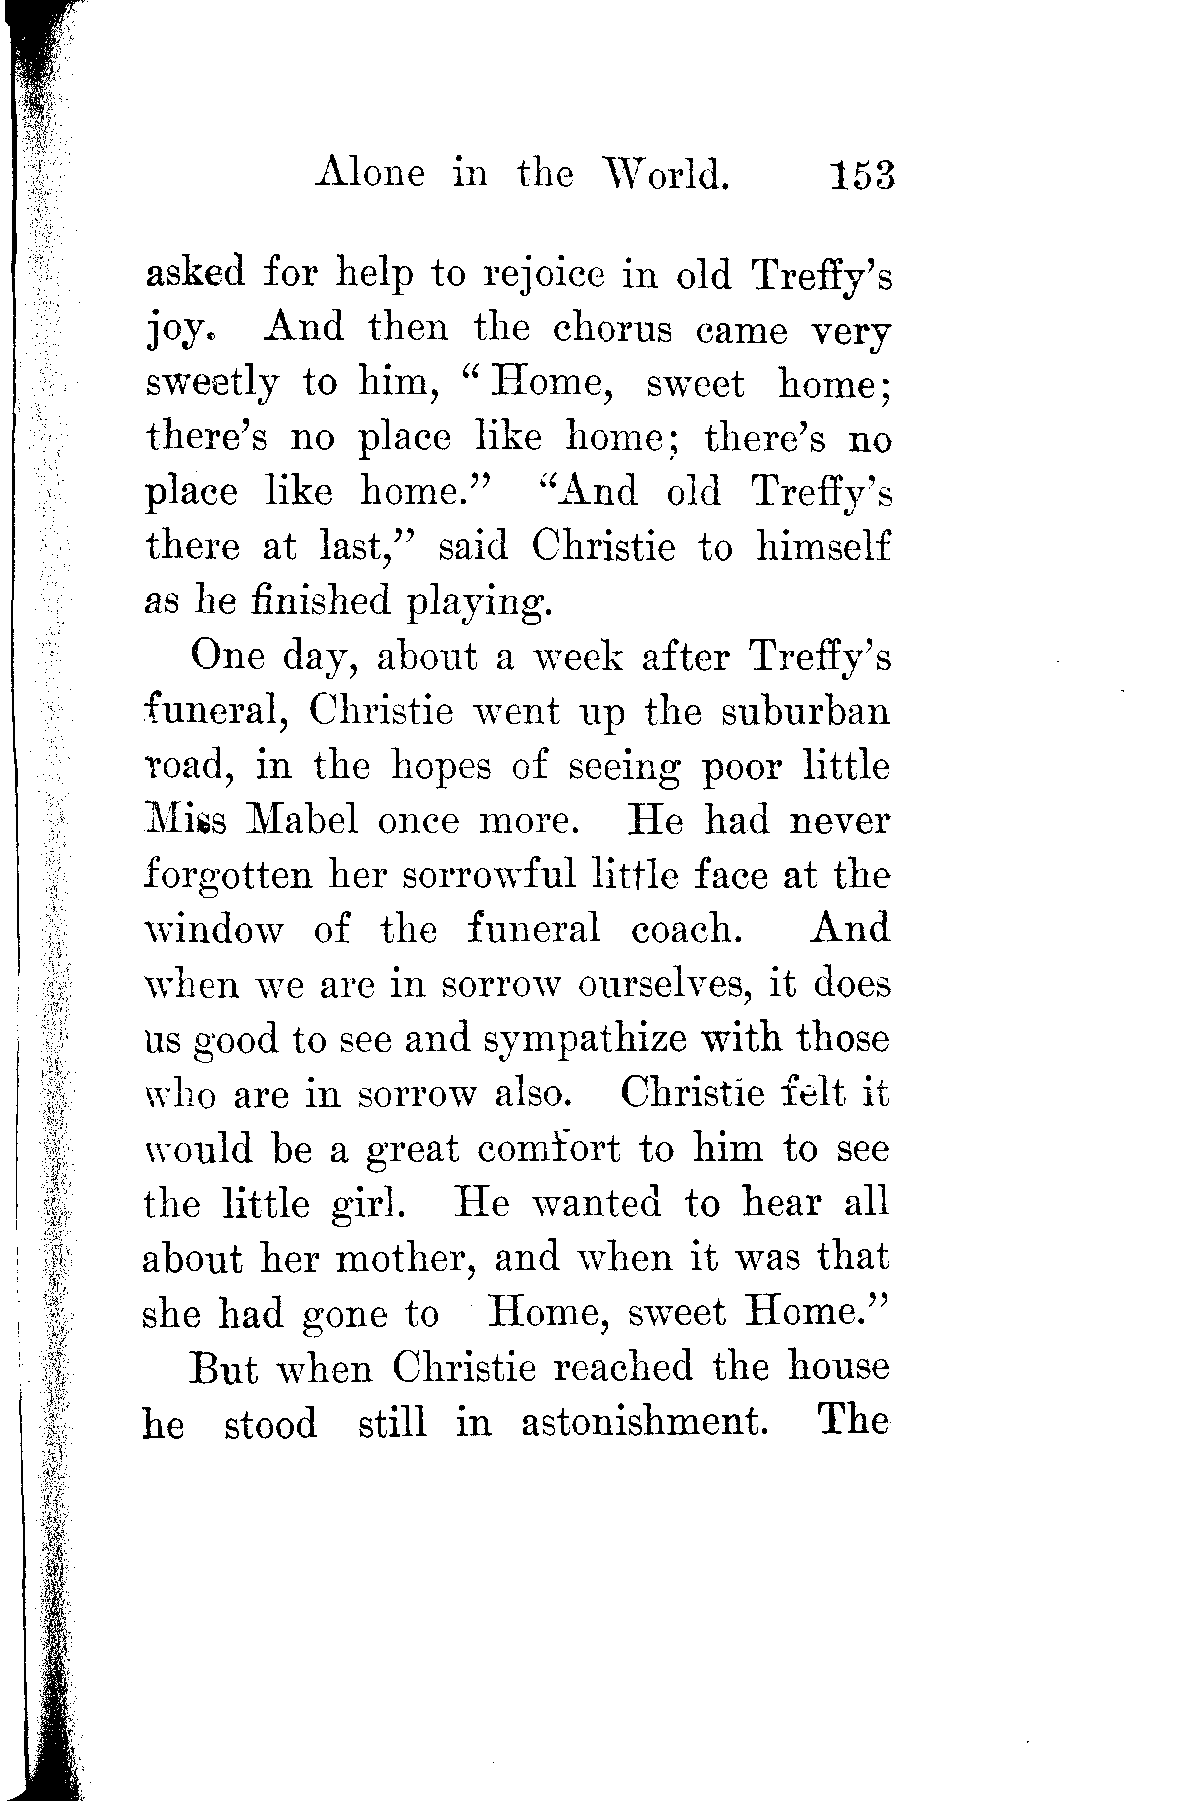 Alone in the World. 153
asked for help to rejoice in old Treffy's
joy. And then the chorus came very
sweetly to him, "Home, sweet home;
there's no place like home; there's no
place like home." "And old Treffy's
there at last," said Christie to himself
as he finished playing.
One day, about a week after Treffy's
funeral, Christie went up the suburban
road, in the hopes of seeing poor little
Miss Mabel once more. He had never
forgotten her sorrowful little face at the
window of the funeral coach. And
when we are in sorrow ourselves, it does
us good to see and sympathize with those
who are in sorrow also. Christie felt it
would be a great comfort to him to see
the little girl. He wanted to hear all
about her mother, and when it was that
she had gone to Home, sweet Home."
But when Christie reached the house
he stood still in astonishment. The